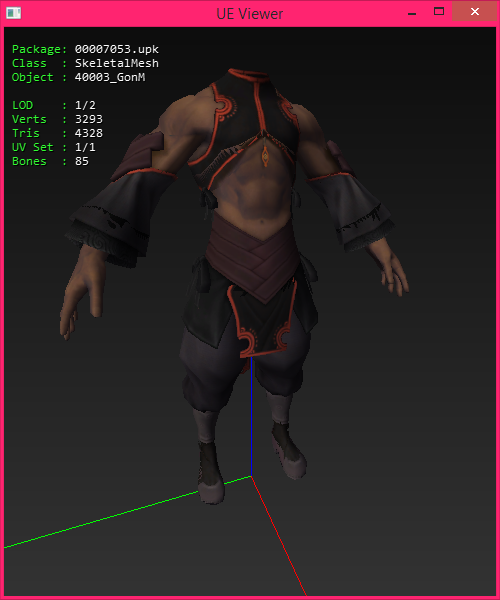 UE Viewer
Package: 00007053.upk
Class  : SkeletalMesh
Object : 40003_GonM
LOD    : 1/2
Verts  : 3293
Tris   : 4328
UV Set : 1/1
Bones  : 85